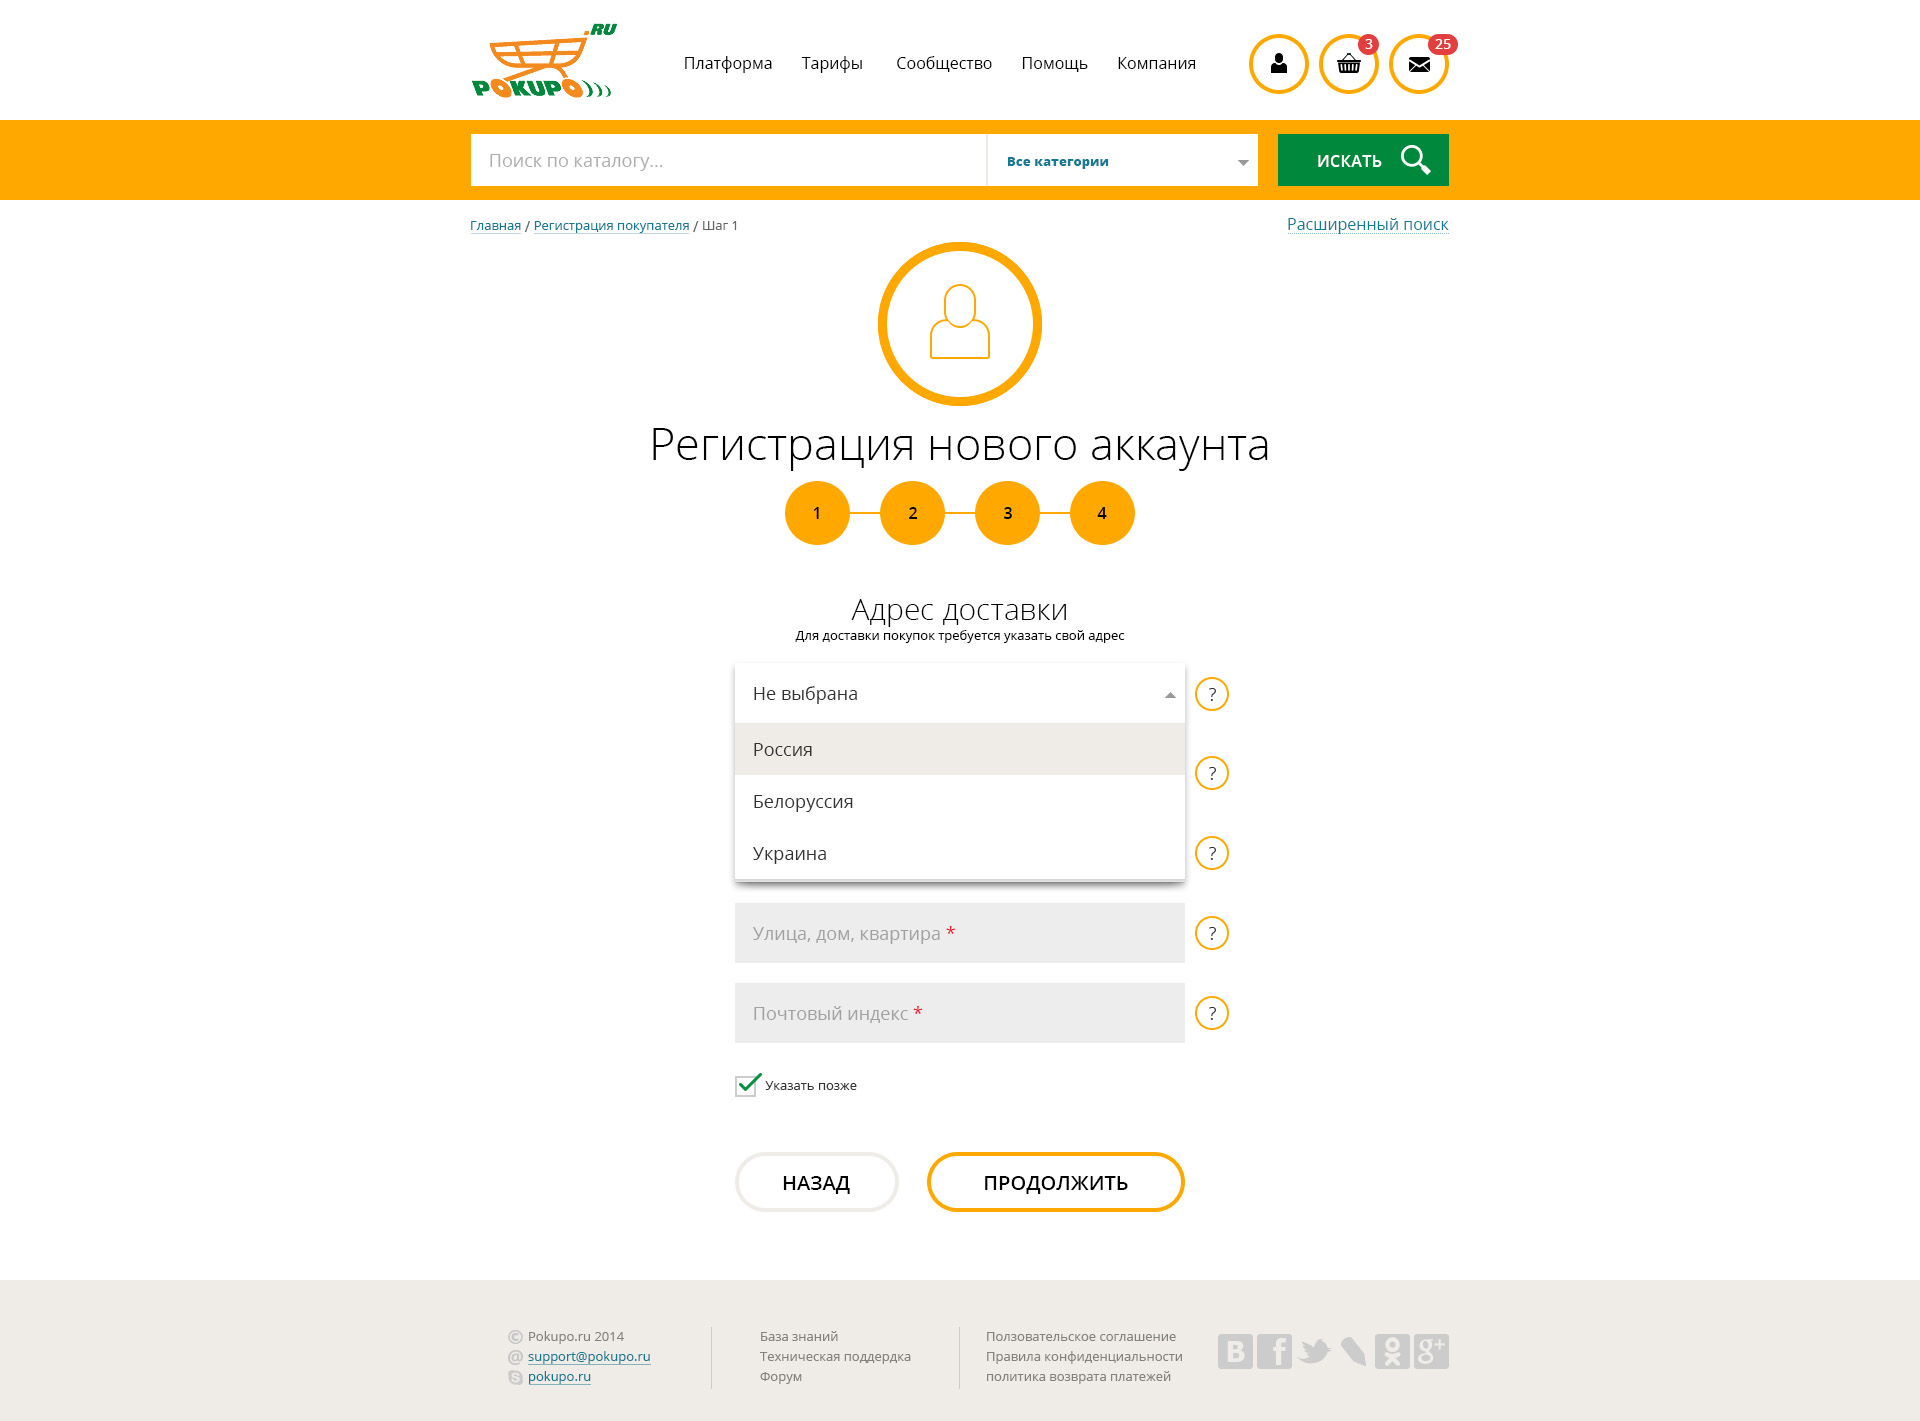 .RU
POKUPO
Платформа Тарифы Сообщество Помощь Компания
3
25
Поиск по каталогу...
Все категории
ИСКАТЬ
Главная / Регистрация покупателя / Шаг 1
Расширенный поиск
Регистрация нового аккаунта
1 2 3 4
Адрес доставки
Для доставки покупок требуется указать свой адрес
Не выбрана
?
Россия
?
Белоруссия
Украина
?
Улица, дом, квартира *
?
Почтовый индекс *
?
Указать позже
НАЗАД
ПРОДОЛЖИТЬ
© Pokupo.ru 2014
@ support@pokupo.ru
pokupo.ru
База знаний
Техническая поддердка
Форум
Ползовательское соглашение
Правила конфиденциальности
политика возврата платежей
B f g+